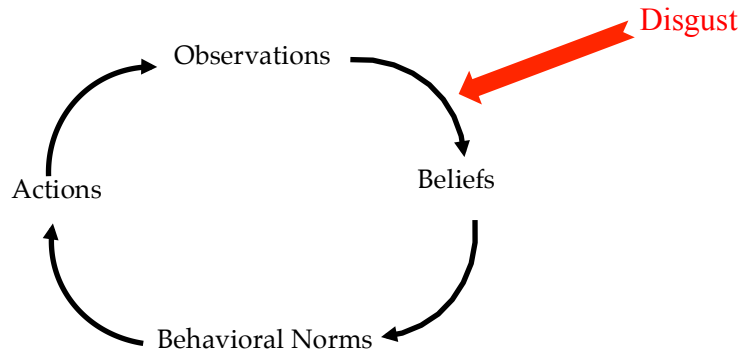 Disgust
Observations
Beliefs
Actions
Behavioral Norms